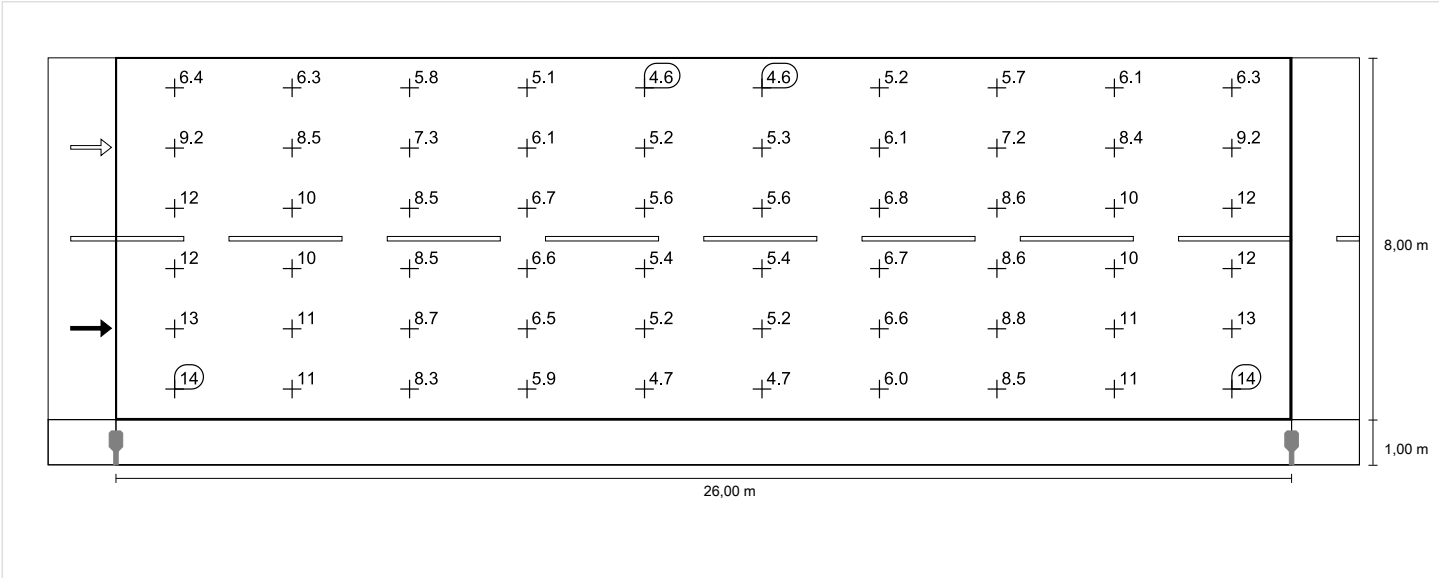 6.4 6.3 5.8 5.1 4.6 4.6 5.2 5.7 6.1 6.3
9.2 8.5 7.3 6.1 5.2 5.3 6.1 7.2 8.4 9.2
12 10 8.5 6.7 5.6 5.6 6.8 8.6 10 12
8,00 m
12 10 8.5 6.6 5.4 5.4 6.7 8.6 10 12
13 11 8.7 6.5 5.2 5.2 6.6 8.8 11 13
14 11 8.3 5.9 4.7 4.7 6.0 8.5 11 14
1,00 m
26,00 m